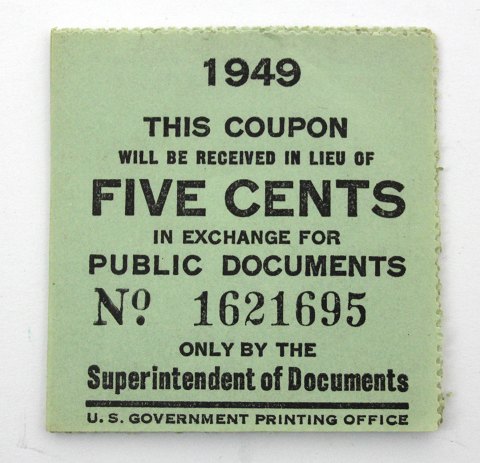 1949
THIS COUPON
WILL BE RECEIVED IN LIEU OF
FIVE CENTS
IN EXCHANGE FOR
PUBLIC DOCUMENTS
No. 1621695
ONLY BY THE
Superintendent of Documents
U. S. GOVERNMENT PRINTING OFFICE